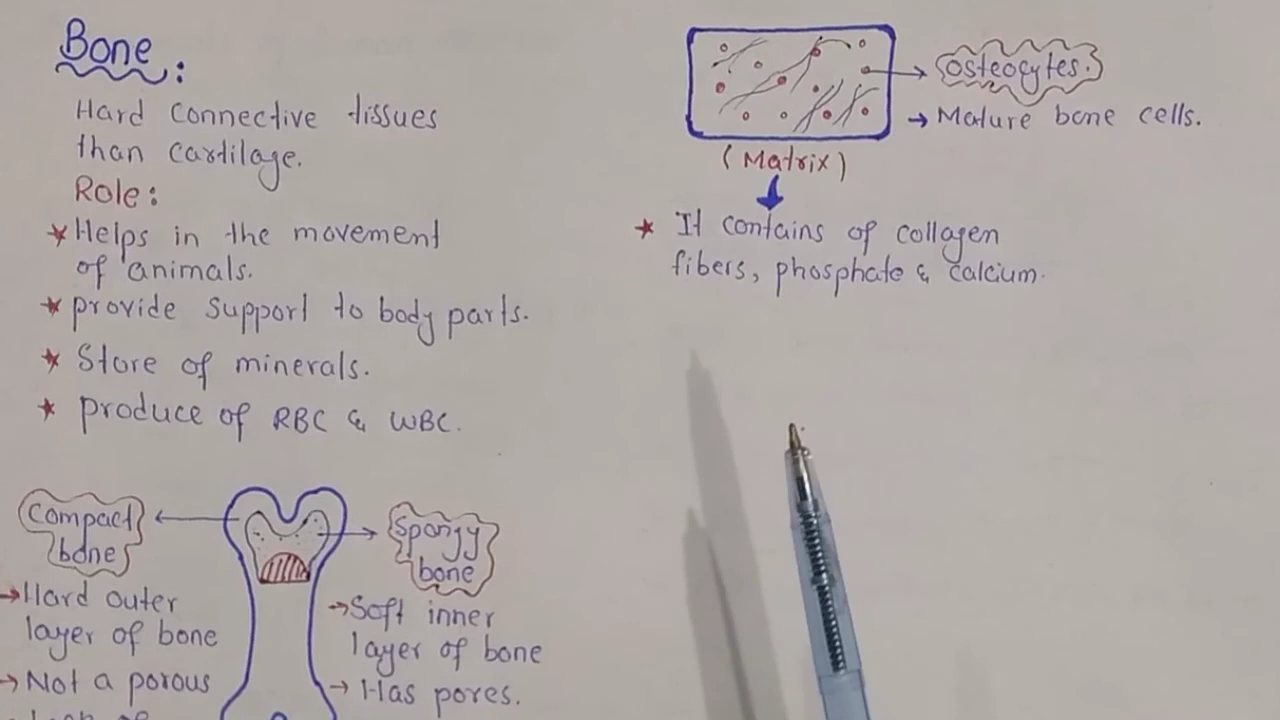 Bone :
Hard connective tissues
than cartilage.
Role :
* Helps in the movement
of animals.
* provide support to body parts.
* Store of minerals.
* produce of RBC & WBC.
Compact
bone
→ Hard outer
layer of bone
→ Not a porous
Spongy
bone
→ Soft inner
layer of bone
→ Has pores.
osteocytes.
→ Mature bone cells.
(Matrix)
* It contains of collagen
fibers, phosphate & calcium.